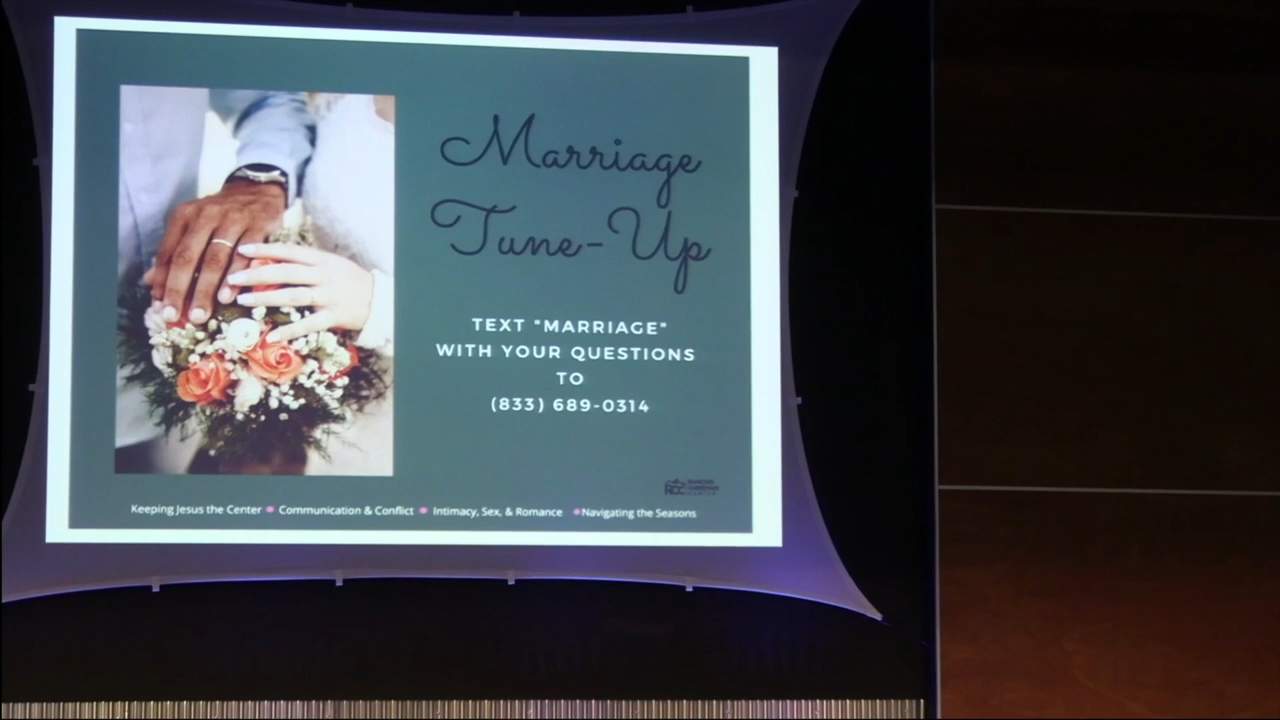 Marriage
Tune-Up
TEXT "MARRIAGE"
WITH YOUR QUESTIONS
TO
(833) 689-0314
RCC
Keeping Jesus the Center • Communication & Conflict • Intimacy, Sex, & Romance • Navigating the Seasons